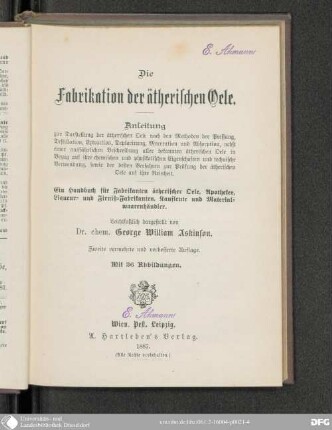 E. Ahmann
Die
Fabrikation der ätherischen Oele.
Anleitung
zur Darstellung der ätherischen Oele nach den Methoden der Pressung,
Destillation, Extraction, Deplacirung, Maceration und Absorption, nebst
einer ausführlichen Beschreibung aller bekannten ätherischen Oele in
Bezug auf ihre chemischen und physikalischen Eigenschaften und technische
Verwendung, sowie der besten Verfahren zur Prüfung der ätherischen
Oele auf ihre Reinheit.
Ein Handbuch für Fabrikanten ätherischer Oele, Apotheker,
Liqueur- und Firniß-Fabrikanten, Kaufleute und Material-
waarenhändler.
Leichtfaßlich dargestellt von
Dr. chem. George William Askinson.
Zweite vermehrte und verbesserte Auflage.
Mit 36 Abbildungen.
E. Ahmann
Wien. Pest. Leipzig.
A. Hartleben's Verlag.
1887.
(Alle Rechte vorbehalten.)
Universitäts- und
Landesbibliothek Düsseldorf
DFG